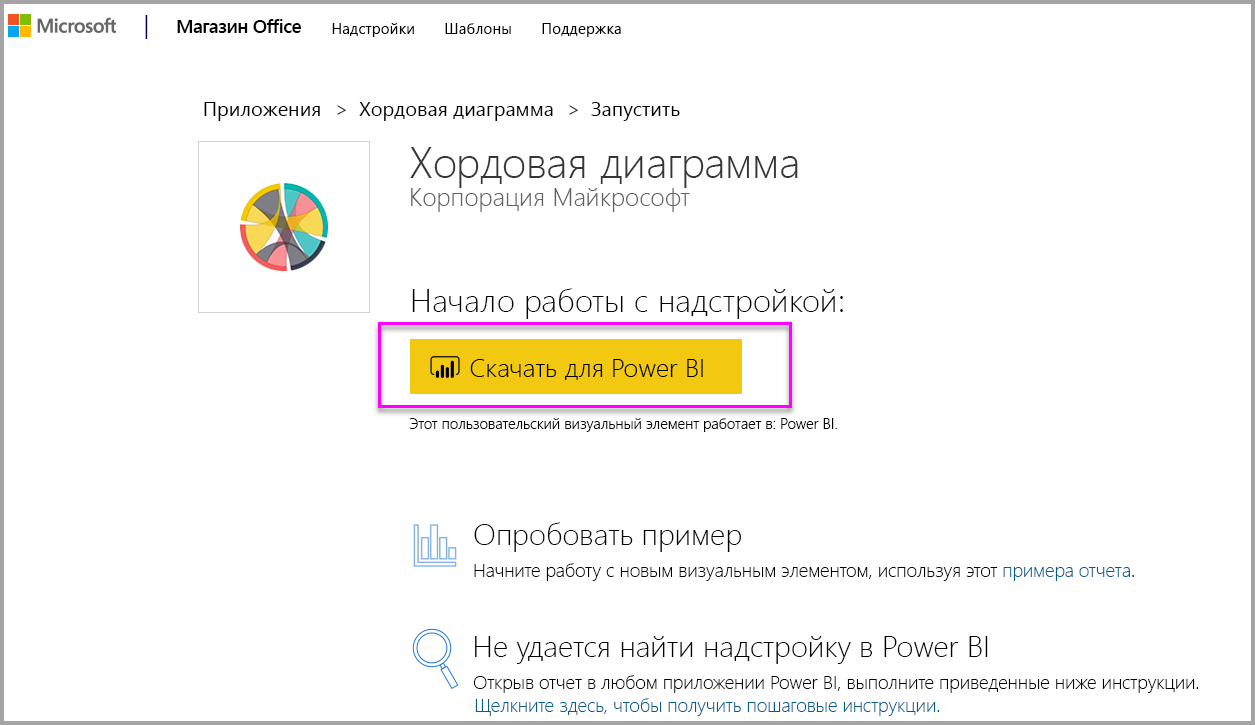 Microsoft | Магазин Office Надстройки Шаблоны Поддержка
Приложения > Хордовая диаграмма > Запустить
Хордовая диаграмма
Корпорация Майкрософт
Начало работы с надстройкой:
Скачать для Power BI
Этот пользовательский визуальный элемент работает в: Power BI.
Опробовать пример
Начните работу с новым визуальным элементом, используя этот примера отчета.
Не удается найти надстройку в Power BI
Открыв отчет в любом приложении Power BI, выполните приведенные ниже инструкции.
Щелкните здесь, чтобы получить пошаговые инструкции.